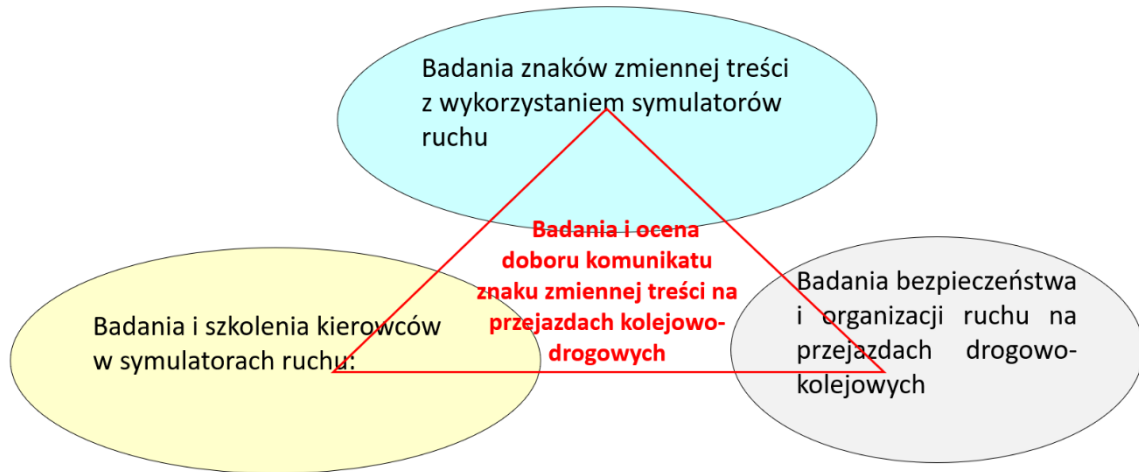 Badania znaków zmiennej treści
z wykorzystaniem symulatorów
ruchu
Badania i ocena
doboru komunikatu
znaku zmiennej treści na
przejazdach kolejowo-
drogowych
Badania i szkolenia kierowców
w symulatorach ruchu:
Badania bezpieczeństwa
i organizacji ruchu na
przejazdach drogowo-
kolejowych